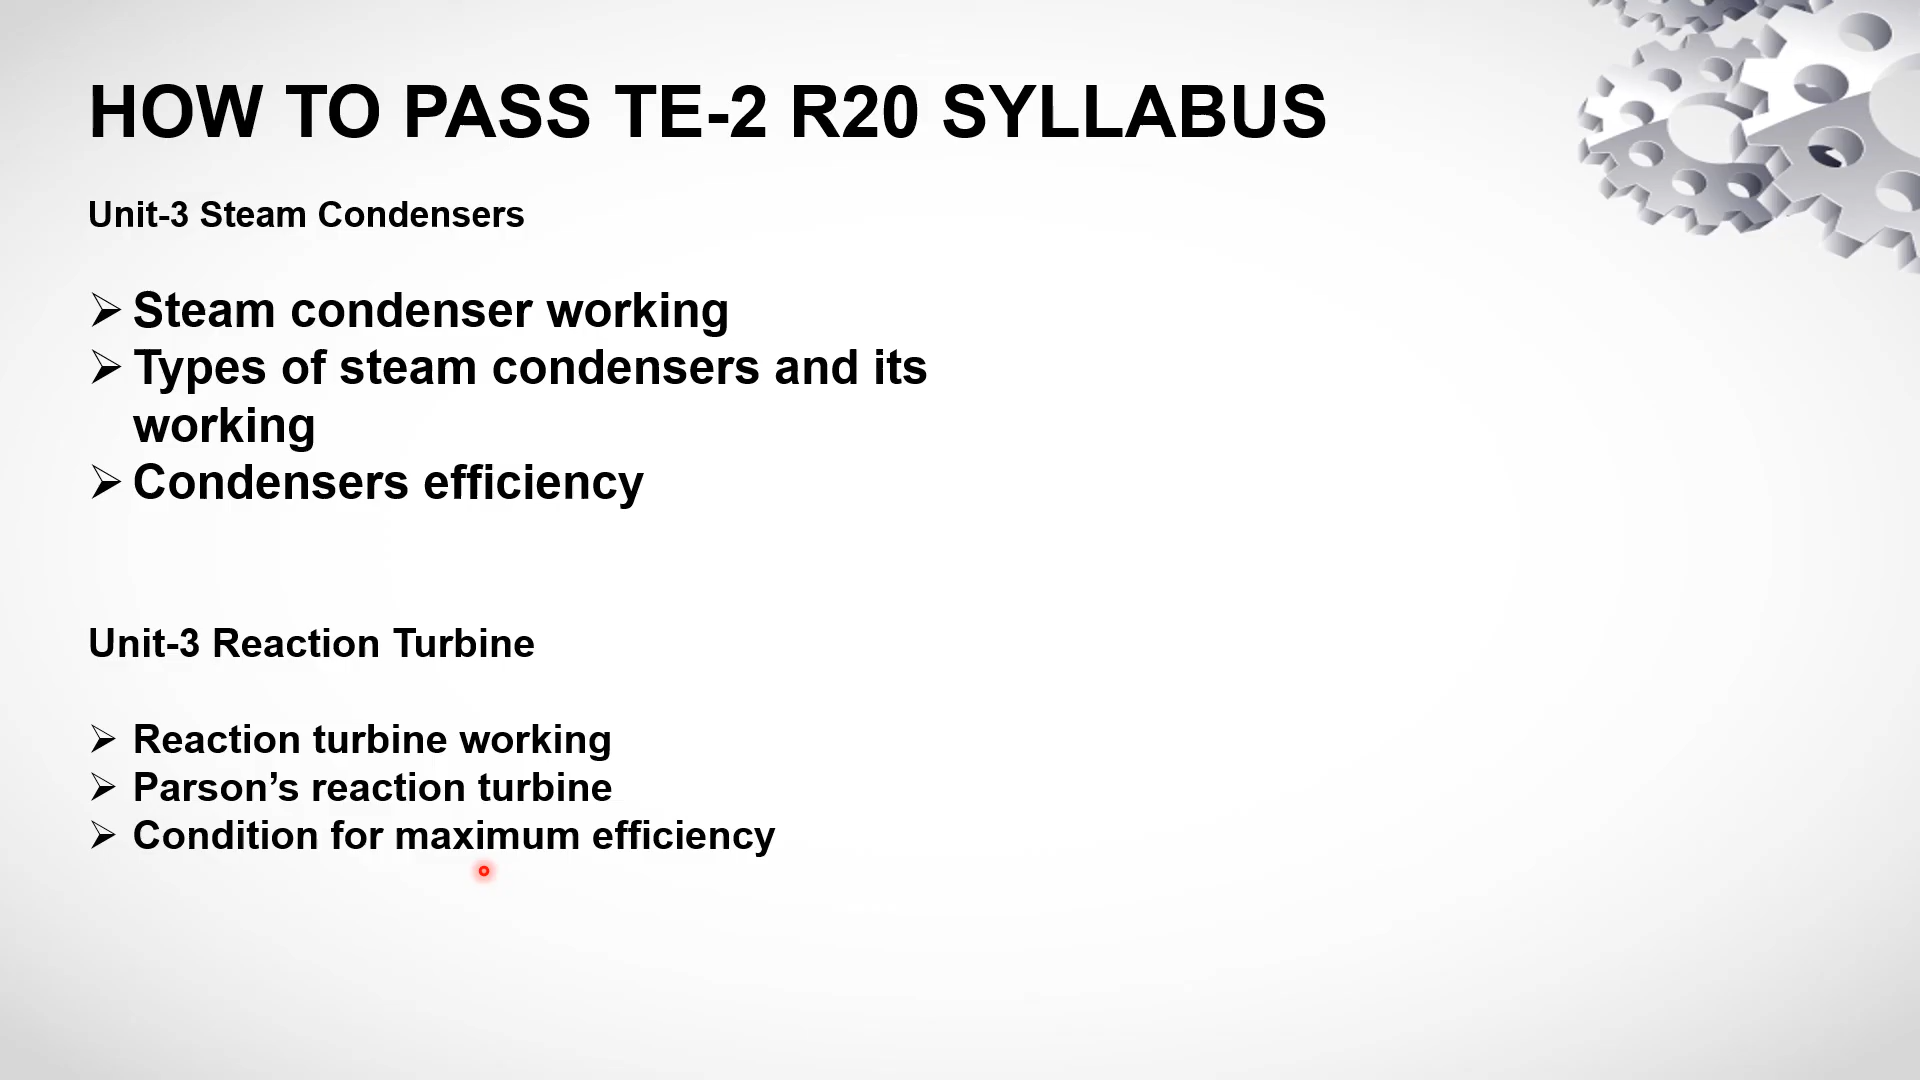 HOW TO PASS TE-2 R20 SYLLABUS
Unit-3 Steam Condensers
➢ Steam condenser working
➢ Types of steam condensers and its
working
➢ Condensers efficiency
Unit-3 Reaction Turbine
➢ Reaction turbine working
➢ Parson’s reaction turbine
➢ Condition for maximum efficiency